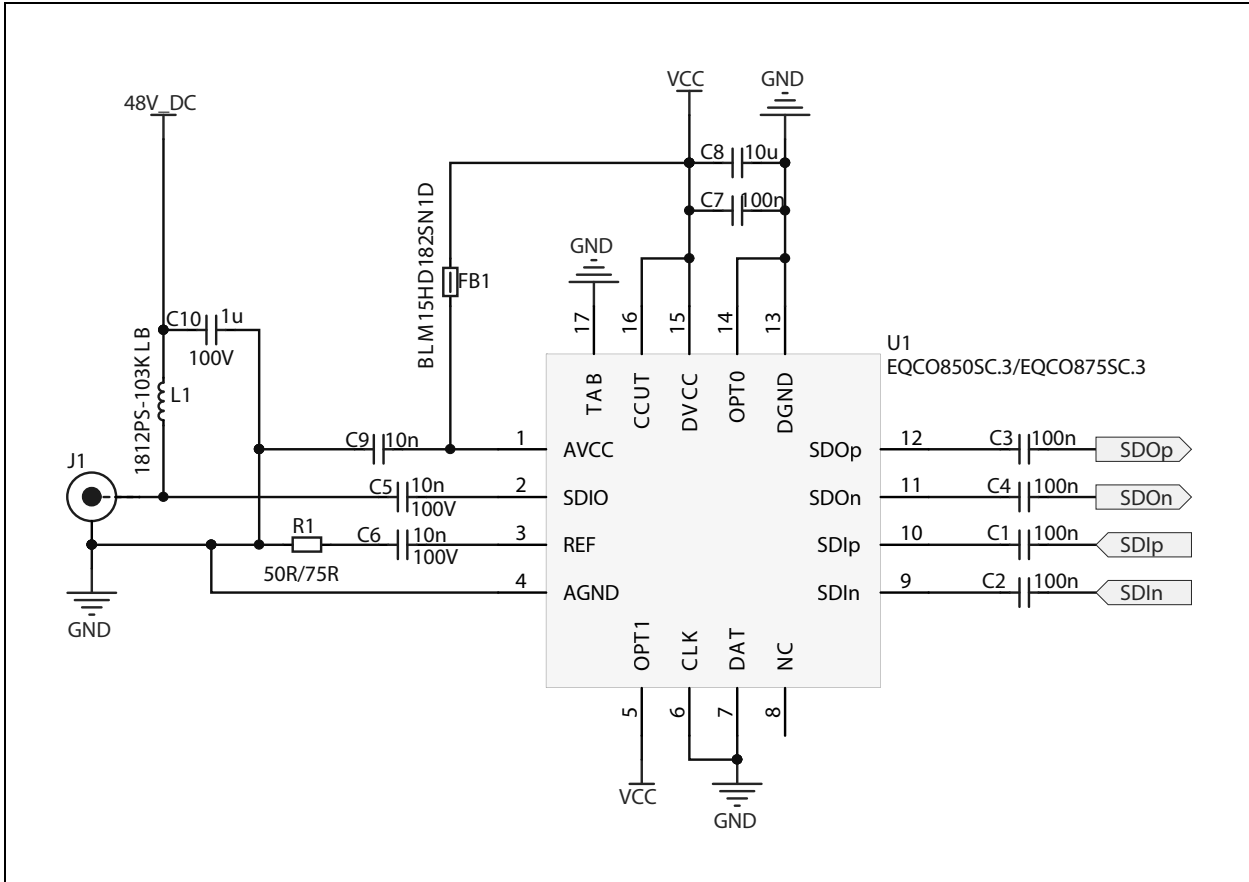 VCC
GND
48V_DC
C8
10u
C7
100n
BLM15HD182SN1D
FB1
GND
C10
1u
100V
1812PS-103KLB
L1
17
16
15
14
13
U1
EQCO850SC.3/EQCO875SC.3
TAB
CCUT
DVCC
OPT0
DGND
J1
C9
10n
1
AVCC
SDOp
12
C3
100n
SDOp
C5
10n
100V
2
SDIO
SDOn
11
C4
100n
SDOn
R1
50R/75R
C6
10n
100V
3
REF
SDIp
10
C1
100n
SDIp
4
AGND
SDIn
9
C2
100n
SDIn
GND
OPT1
CLK
DAT
NC
5
6
7
8
VCC
GND